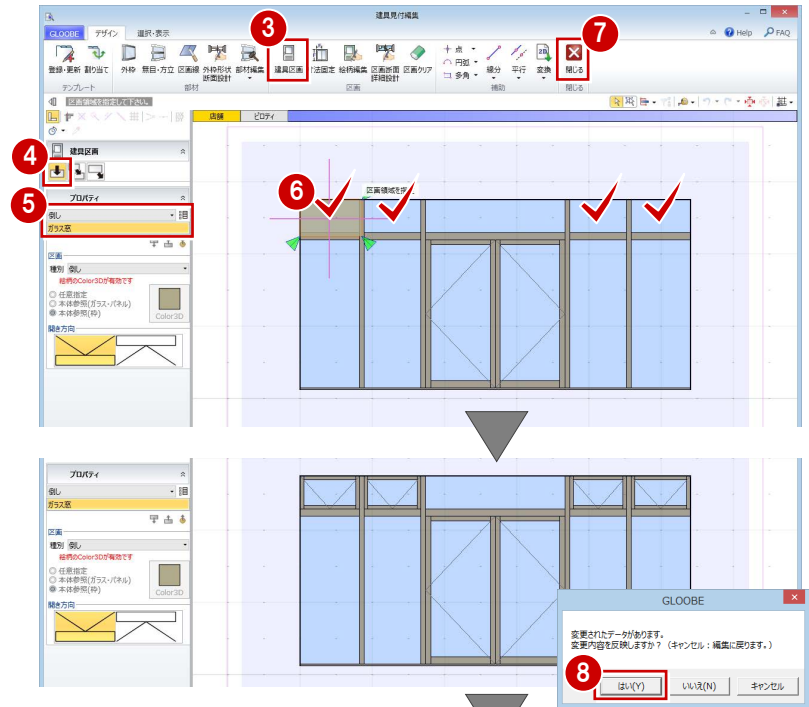 建具見付編集
GLOOBE デザイン 選択・表示
Help FAQ
登録・更新 割り当て 外枠 無目・方立 区画線 外枠形状 断面設計 部材編集 建具区画 寸法固定 絵柄編集 区画断面 詳細設計 区画クリア
点 円弧 多角 線分 平行 変換 閉じる
テンプレート 部材 区画 補助 閉じる
3
7
区画領域を指定して下さい。
店舗 ピロティ
4
建具区画
5
プロパティ
倒し
ガラス窓
区画
種別 倒し
絵柄のColor3Dが有効です
任意指定
本体参照(ガラス・パネル)
本体参照(枠)
Color3D
開き方向
6
区画領域を指
プロパティ
倒し
ガラス窓
区画
種別 倒し
絵柄のColor3Dが有効です
任意指定
本体参照(ガラス・パネル)
本体参照(枠)
Color3D
開き方向
GLOOBE
変更されたデータがあります。
変更内容を反映しますか？（キャンセル：編集に戻ります。）
8
はい(Y) いいえ(N) キャンセル